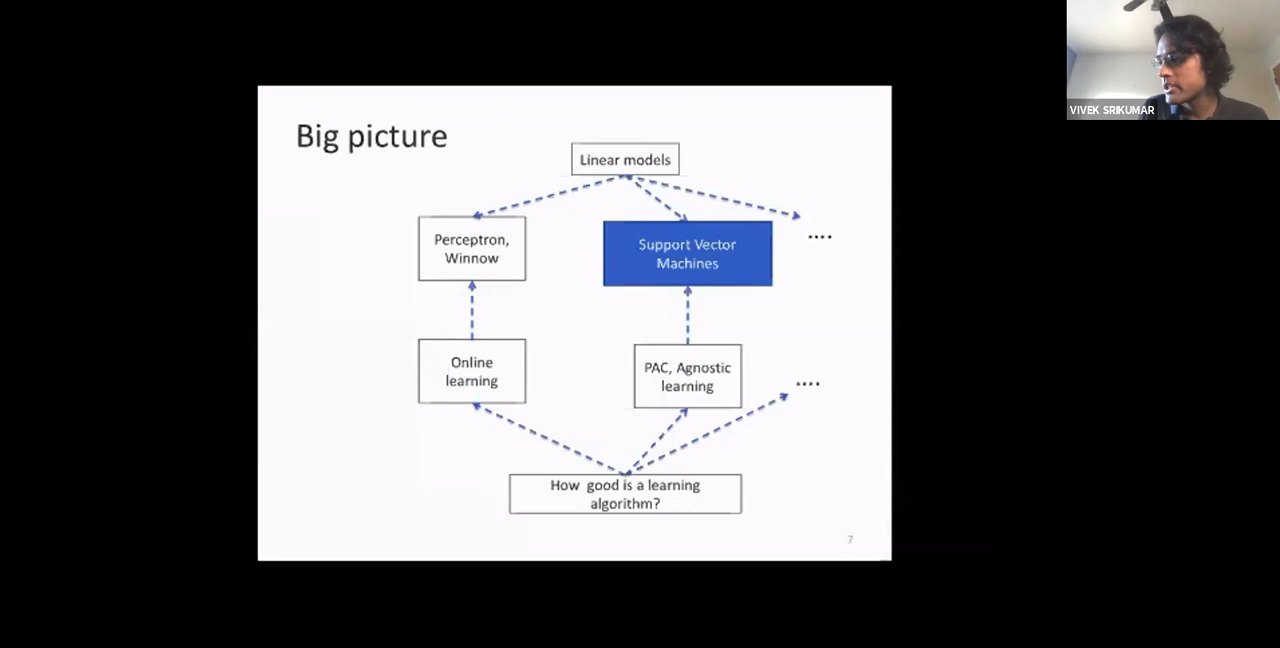 VIVEK SRIKUMAR
Big picture
Linear models
Perceptron,
Winnow
Support Vector
Machines
....
Online
learning
PAC, Agnostic
learning
....
How good is a learning
algorithm?
7